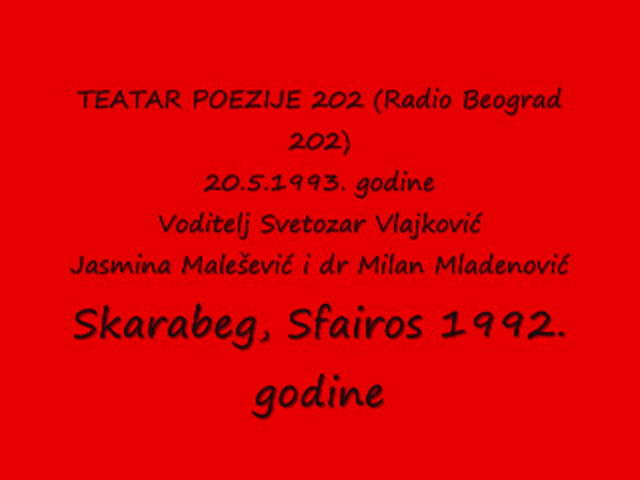 TEATAR POEZIJE 202 (Radio Beograd
202)
20.5.1993. godine
Voditelj Svetozar Vlajković
Jasmina Malešević i dr Milan Mladenović
Skarabeg, Sfairos 1992.
godine